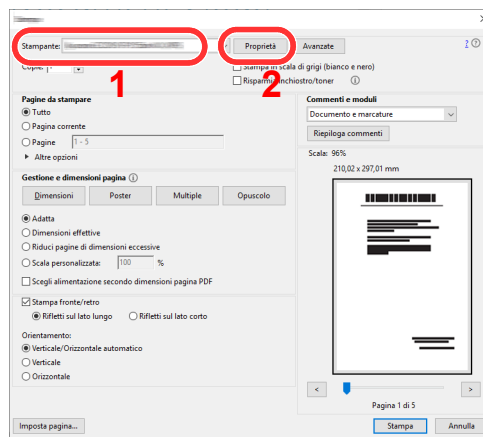 Stampante:
Proprietà
Avanzate
2
Copie: 1
Stampa in scala di grigi (bianco e nero)
1
2
Risparmia inchiostro/toner
Pagine da stampare
Tutto
Pagina corrente
Pagine 1 - 5
Altre opzioni
Commenti e moduli
Documento e marcature
Riepiloga commenti
Scala: 96%
210,02 x 297,01 mm
Gestione e dimensioni pagina
Dimensioni Poster Multiple Opuscolo
Adatta
Dimensioni effettive
Riduci pagine di dimensioni eccessive
Scala personalizzata: 100 %
Scegli alimentazione secondo dimensioni pagina PDF
Stampa fronte/retro
Rifletti sul lato lungo Rifletti sul lato corto
Orientamento:
Verticale/Orizzontale automatico
Verticale
Orizzontale
< >
Pagina 1 di 5
Imposta pagina... Stampa Annulla